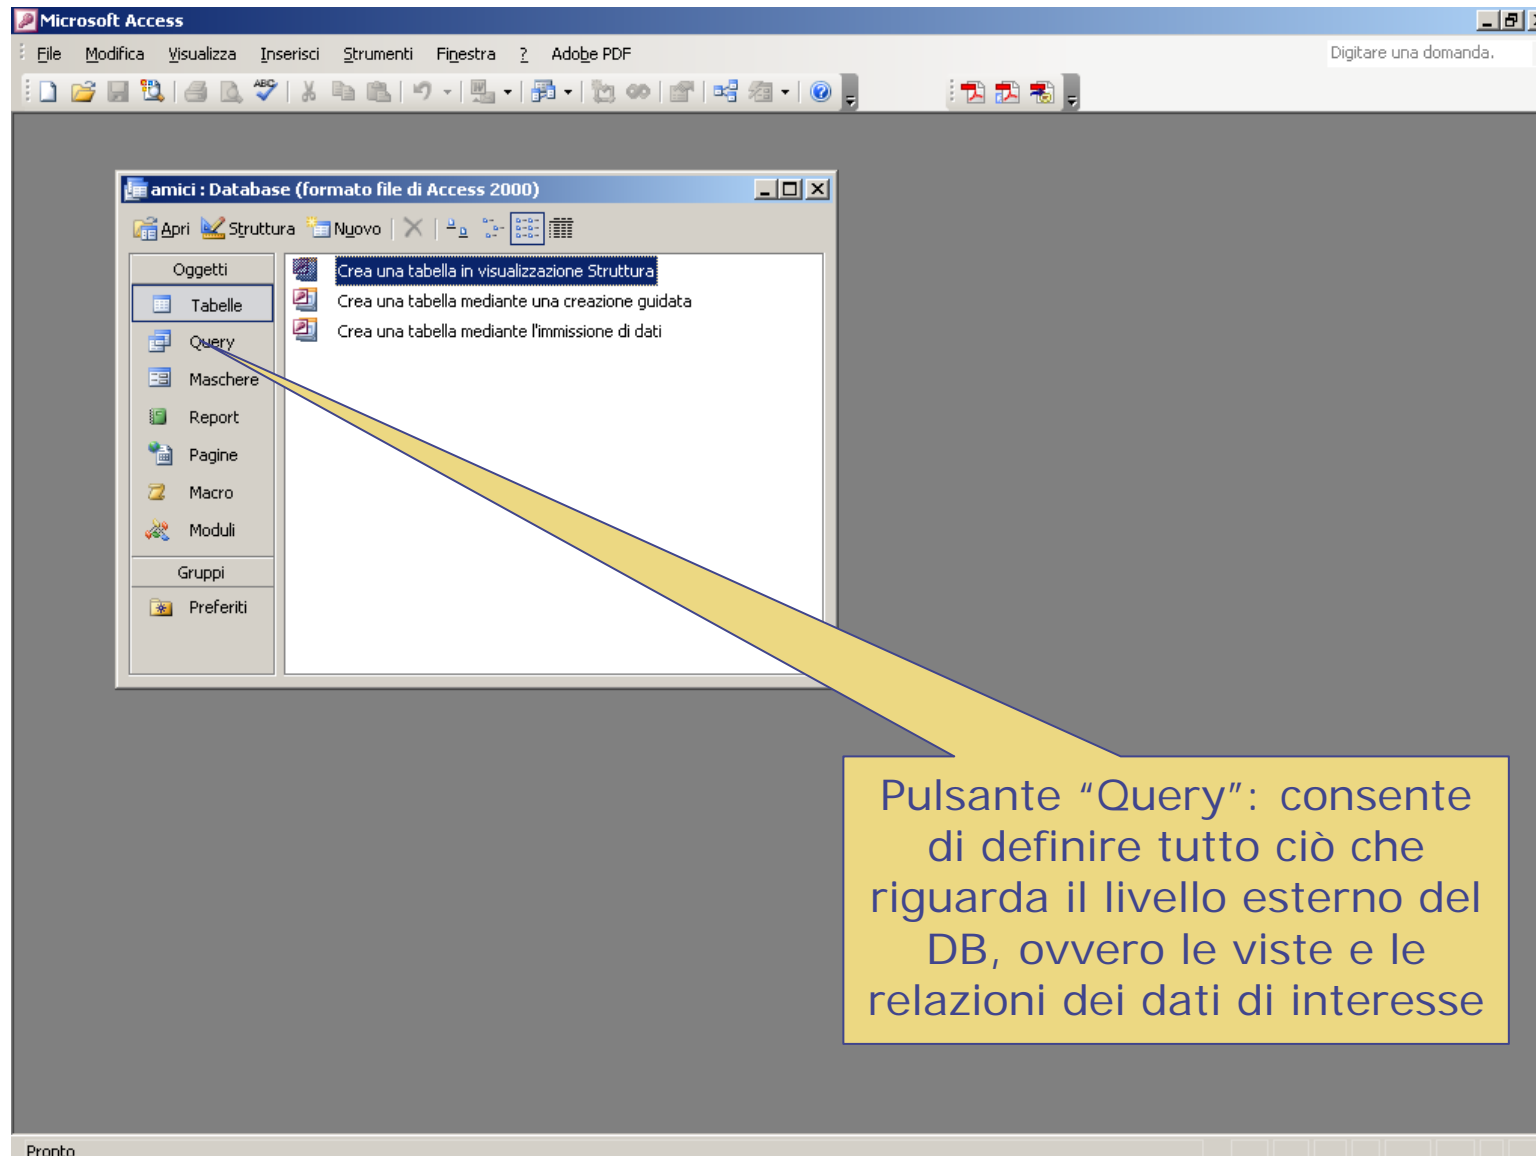 Microsoft Access
File Modifica Visualizza Inserisci Strumenti Finestra ? Adobe PDF
Digitare una domanda.
amici : Database (formato file di Access 2000)
Apri Struttura Nuovo
Oggetti
Tabelle
Query
Maschere
Report
Pagine
Macro
Moduli
Gruppi
Preferiti
Crea una tabella in visualizzazione Struttura
Crea una tabella mediante una creazione guidata
Crea una tabella mediante l'immissione di dati
Pulsante “Query”: consente
di definire tutto ciò che
riguarda il livello esterno del
DB, ovvero le viste e le
relazioni dei dati di interesse
Pronto